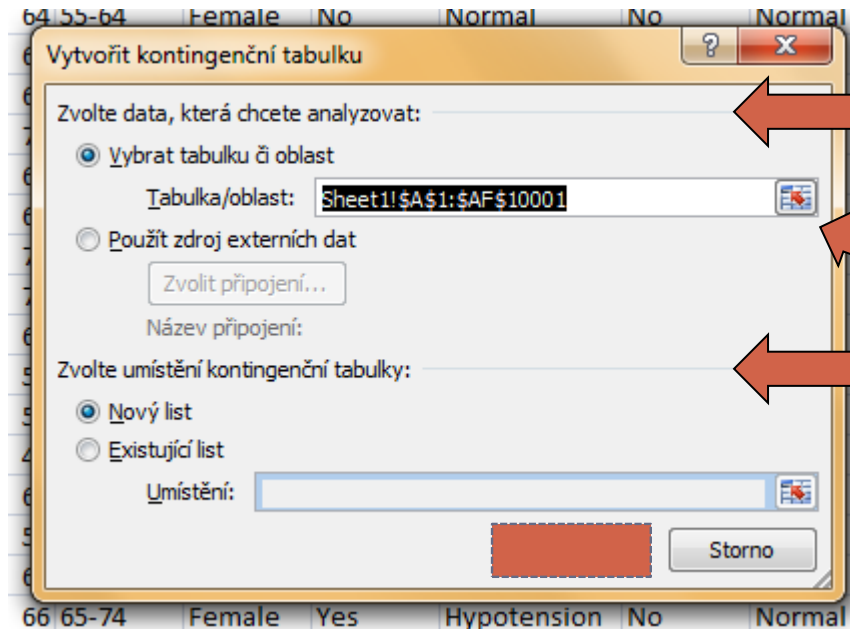 64 55-64 Female No Normal No Normal
Vytvořit kontingenční tabulku
?
x
Zvolte data, která chcete analyzovat:
Vybrat tabulku či oblast
Tabulka/oblast: Sheet1!$A$1:$AF$10001
Použít zdroj externích dat
Zvolit připojení...
Název připojení:
Zvolte umístění kontingenční tabulky:
Nový list
Existující list
Umístění:
Storno
66 65-74 Female Yes Hypotension No Normal